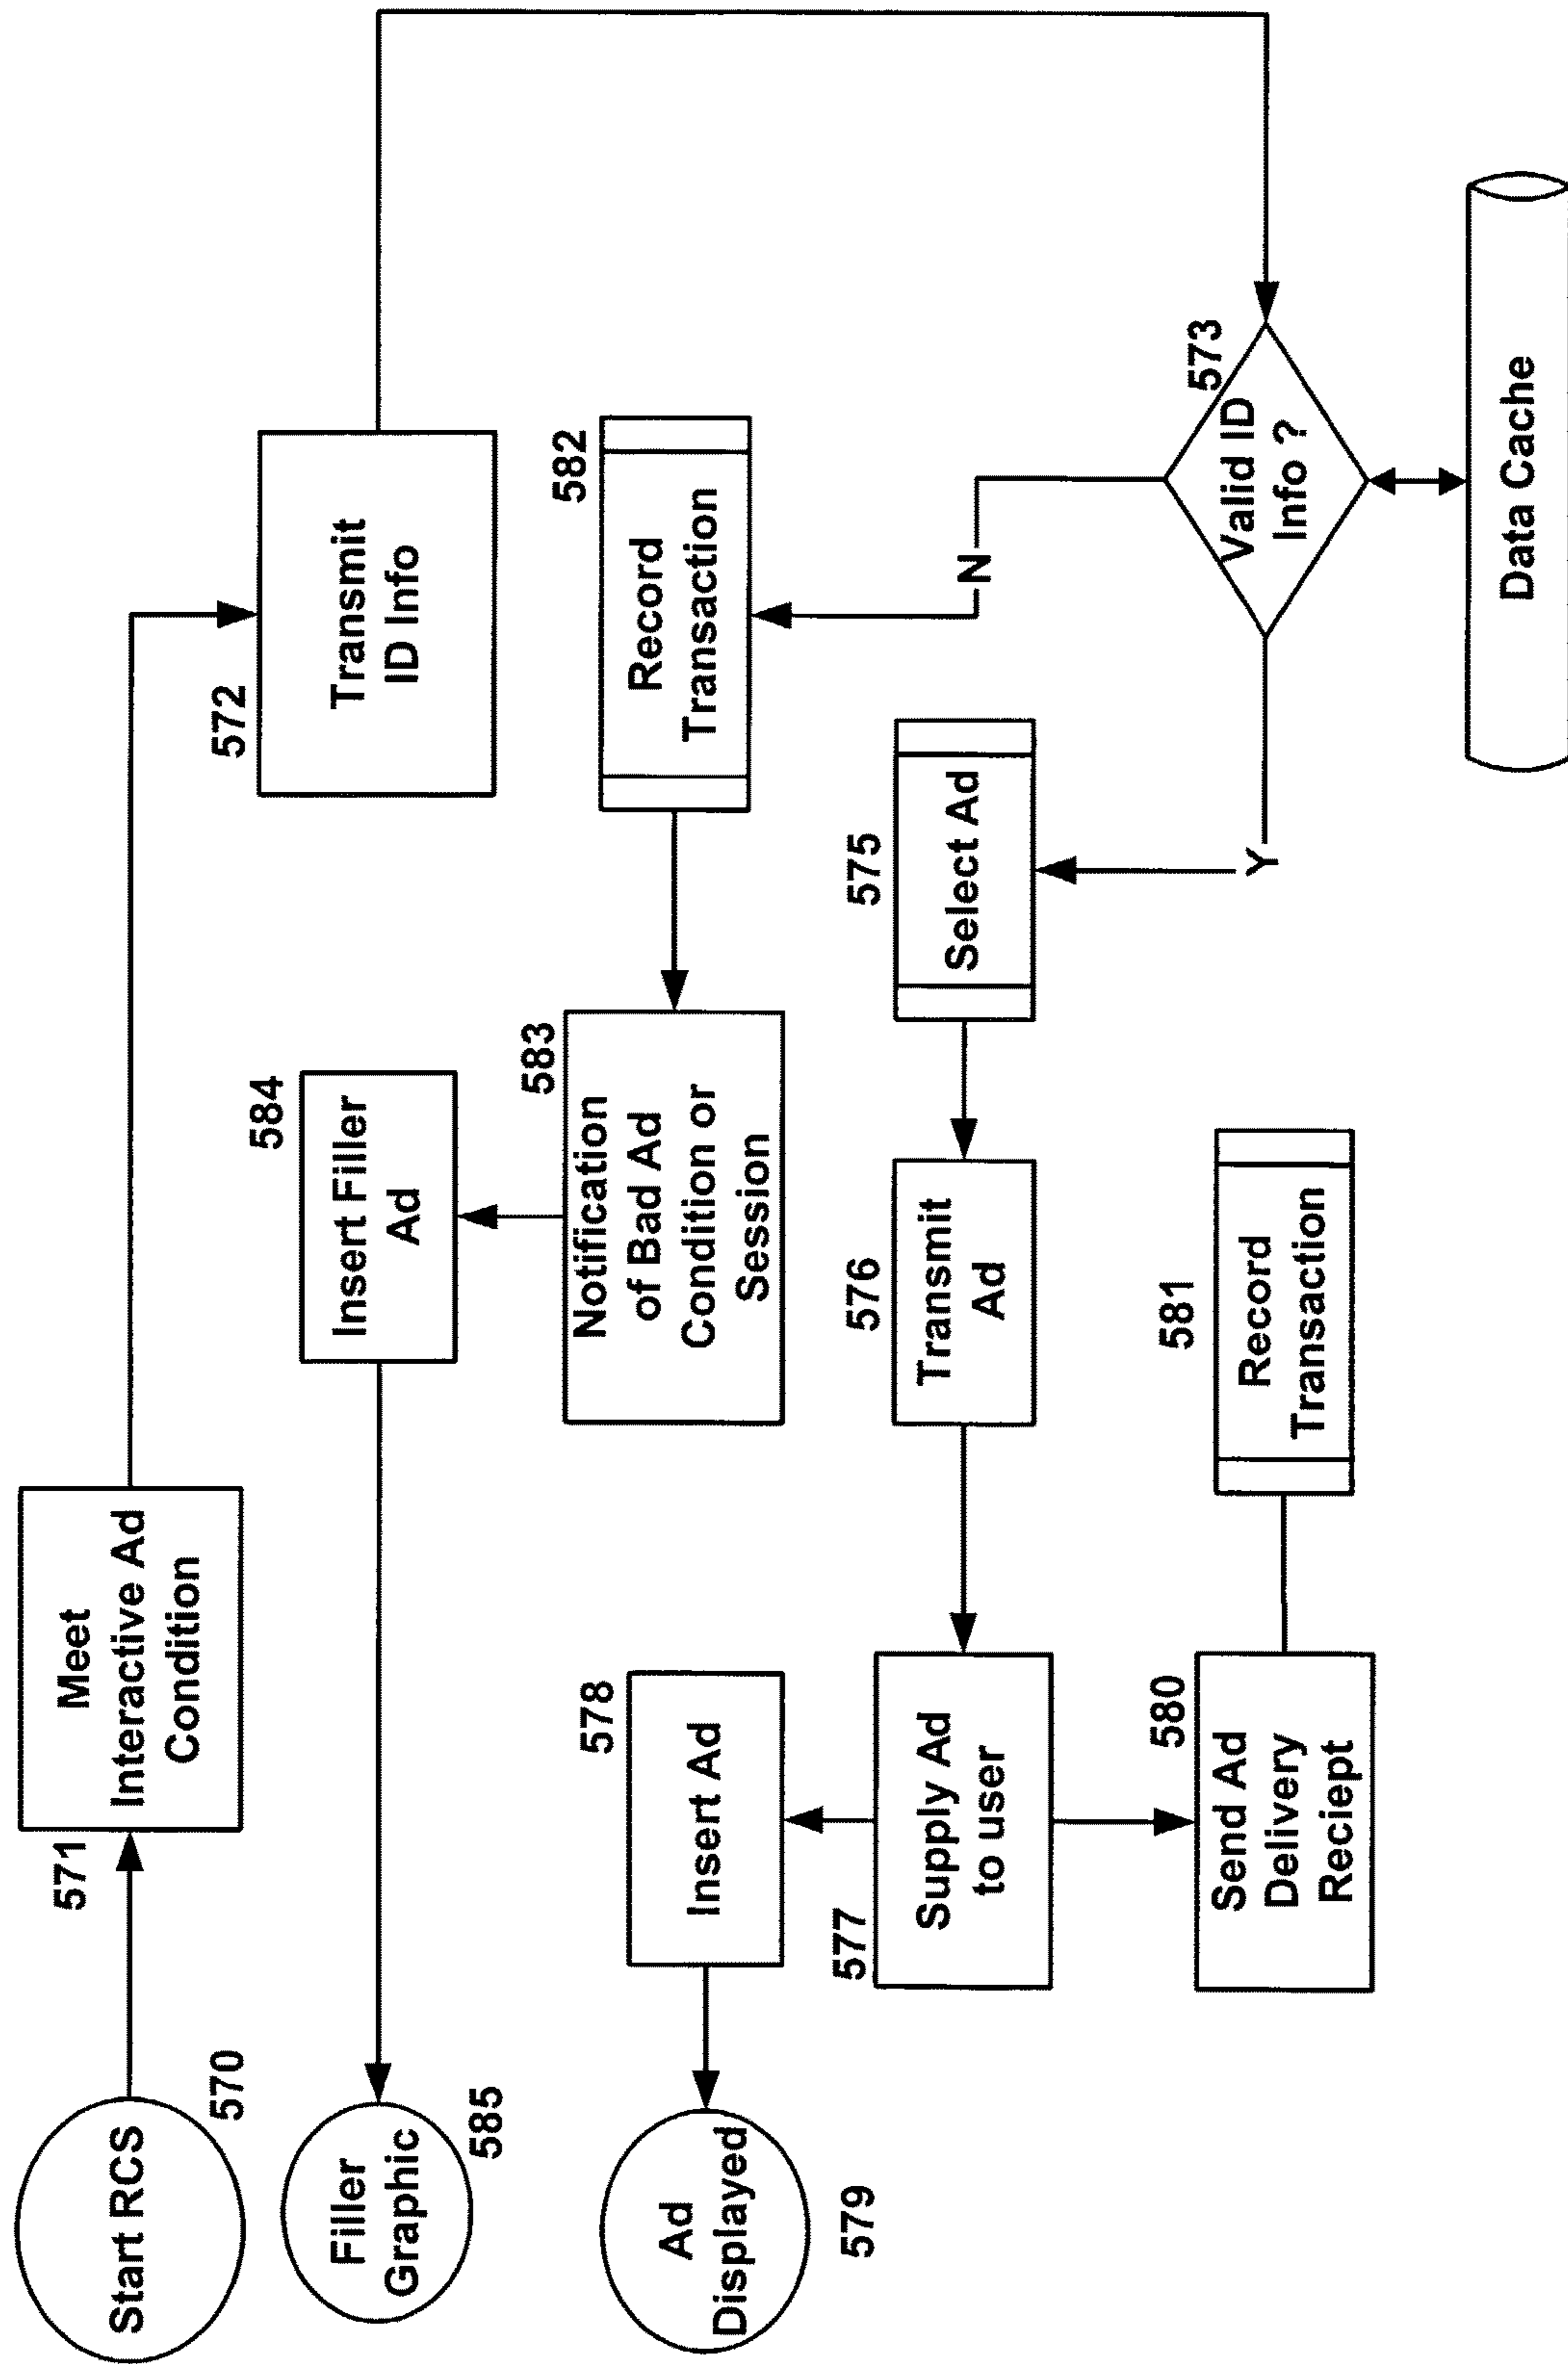 Start RCS
570
571
Meet
Interactive Ad
Condition
572
Transmit
ID Info
Filler
Graphic
585
584
Insert Filler
Ad
583
Notification
of Bad Ad
Condition or
Session
582
Record
Transaction
N
Ad
Displayed
579
578
Insert Ad
577
Supply Ad
to user
576
Transmit
Ad
575
Select Ad
Y
573
Valid ID
Info ?
580
Send Ad
Delivery
Reciept
581
Record
Transaction
Data Cache